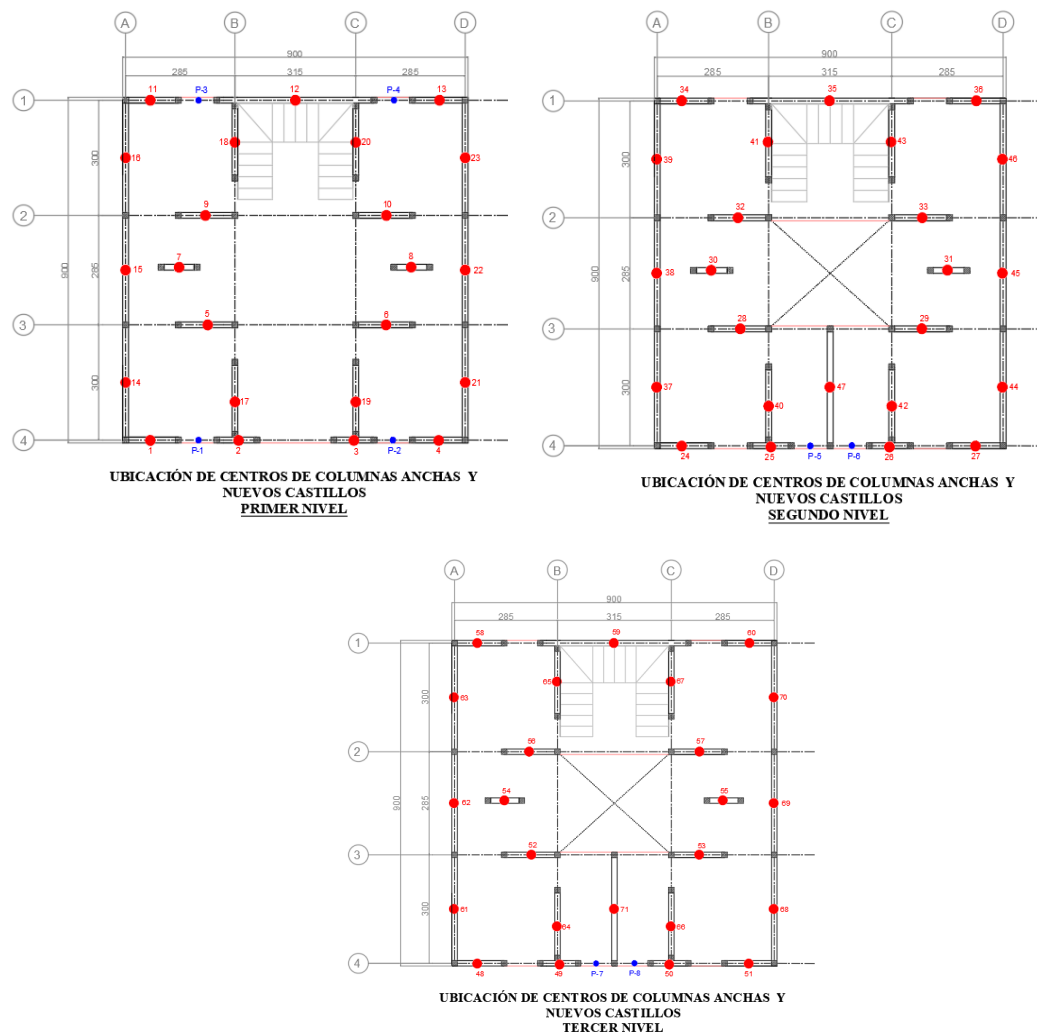 A B C D
900
285 315 285
11 P-3 12 P-4 13
1
18 20
300
16 23
9 10
2
7 8
900 285
15 22
5 6
3
300
14 21
17 19
4
1 P-1 2 3 P-2 4
UBICACIÓN DE CENTROS DE COLUMNAS ANCHAS Y
NUEVOS CASTILLOS
PRIMER NIVEL
A B C D
900
285 315 285
34 35 36
1
41 43
300
39 46
32 33
2
30 31
900 285
38 45
28 29
3
300
37 47 44
40 42
4
24 25 P-5 P-6 26 27
UBICACIÓN DE CENTROS DE COLUMNAS ANCHAS Y
NUEVOS CASTILLOS
SEGUNDO NIVEL
A B C D
900
285 315 285
58 59 60
1
65 67
300
63 70
56 57
2
54 55
900 285
62 69
52 53
3
300
61 71 68
64 66
4
48 49 P-7 P-8 50 51
UBICACIÓN DE CENTROS DE COLUMNAS ANCHAS Y
NUEVOS CASTILLOS
TERCER NIVEL